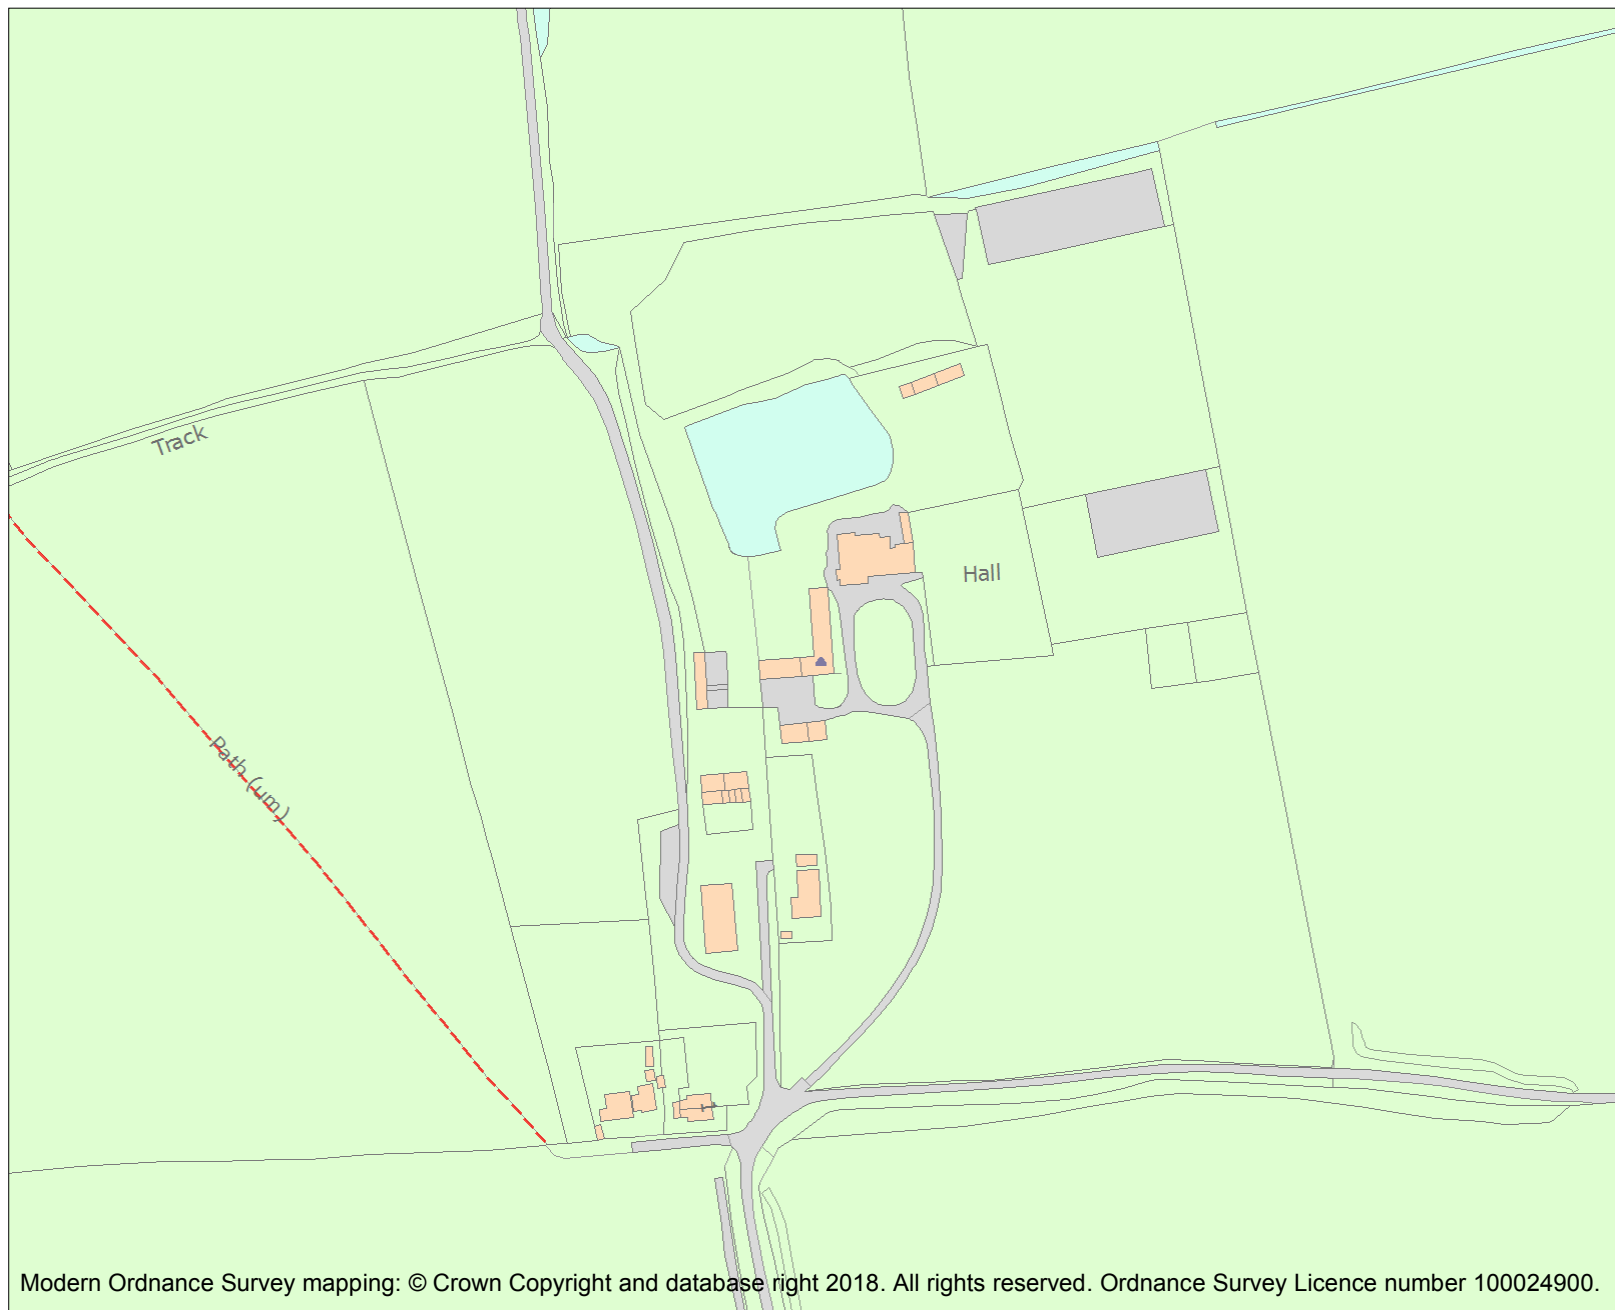 Track
Hall
Path (um)
Modern Ordnance Survey mapping: © Crown Copyright and database right 2018. All rights reserved. Ordnance Survey Licence number 100024900.